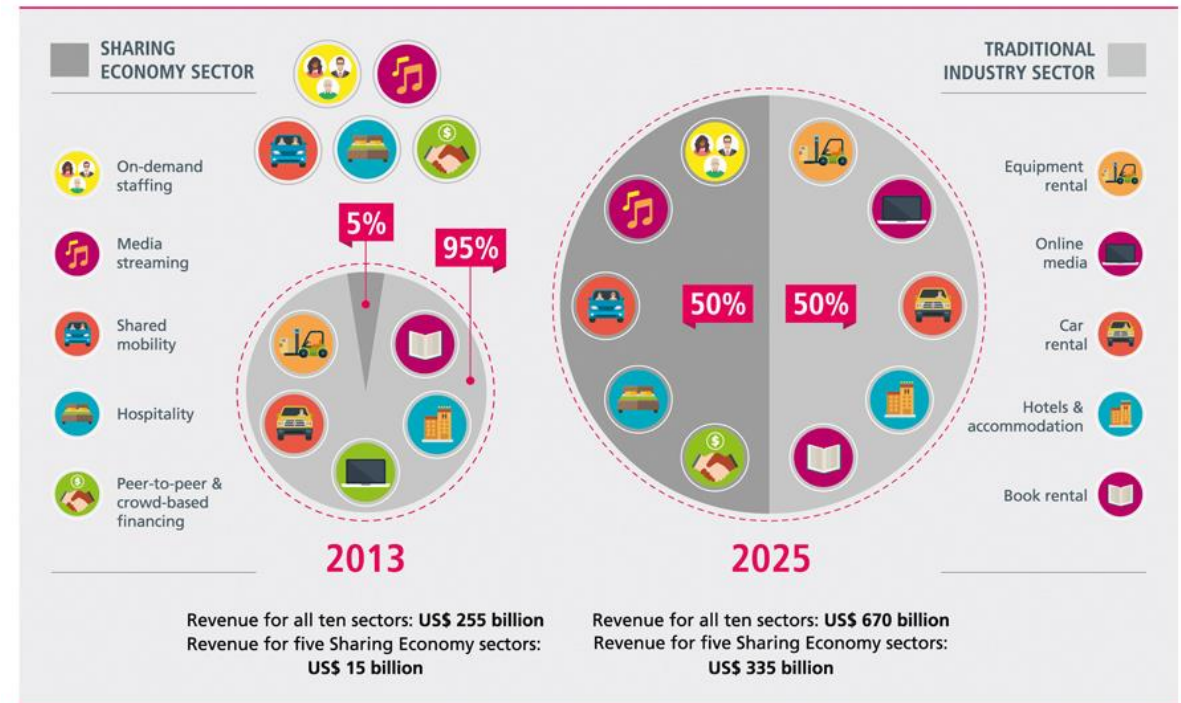 SHARING
ECONOMY SECTOR
TRADITIONAL
INDUSTRY SECTOR
On-demand
staffing
Media
streaming
Shared
mobility
Hospitality
Peer-to-peer &
crowd-based
financing
5%
95%
50%
50%
Equipment
rental
Online
media
Car
rental
Hotels &
accommodation
Book rental
2013
2025
Revenue for all ten sectors: US$ 255 billion
Revenue for five Sharing Economy sectors:
US$ 15 billion
Revenue for all ten sectors: US$ 670 billion
Revenue for five Sharing Economy sectors:
US$ 335 billion